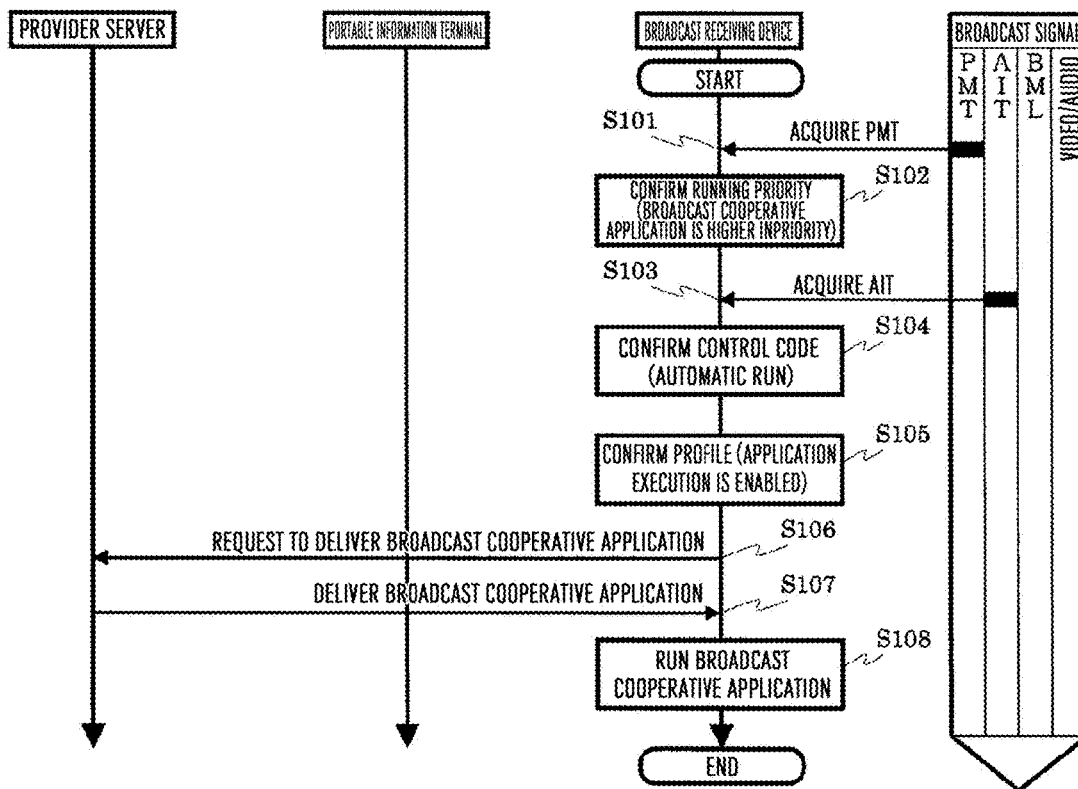 PROVIDER SERVER
PORTABLE INFORMATION TERMINAL
BROADCAST RECEIVING DEVICE
BROADCAST SIGNAL
PMT
AIT
BML
VIDEO/AUDIO
START
S101
ACQUIRE PMT
S102
CONFIRM RUNNING PRIORITY
(BROADCAST COOPERATIVE
APPLICATION IS HIGHER INPRIORITY)
S103
ACQUIRE AIT
S104
CONFIRM CONTROL CODE
(AUTOMATIC RUN)
S105
CONFIRM PROFILE (APPLICATION
EXECUTION IS ENABLED)
REQUEST TO DELIVER BROADCAST COOPERATIVE APPLICATION
S106
DELIVER BROADCAST COOPERATIVE APPLICATION
S107
S108
RUN BROADCAST
COOPERATIVE APPLICATION
END